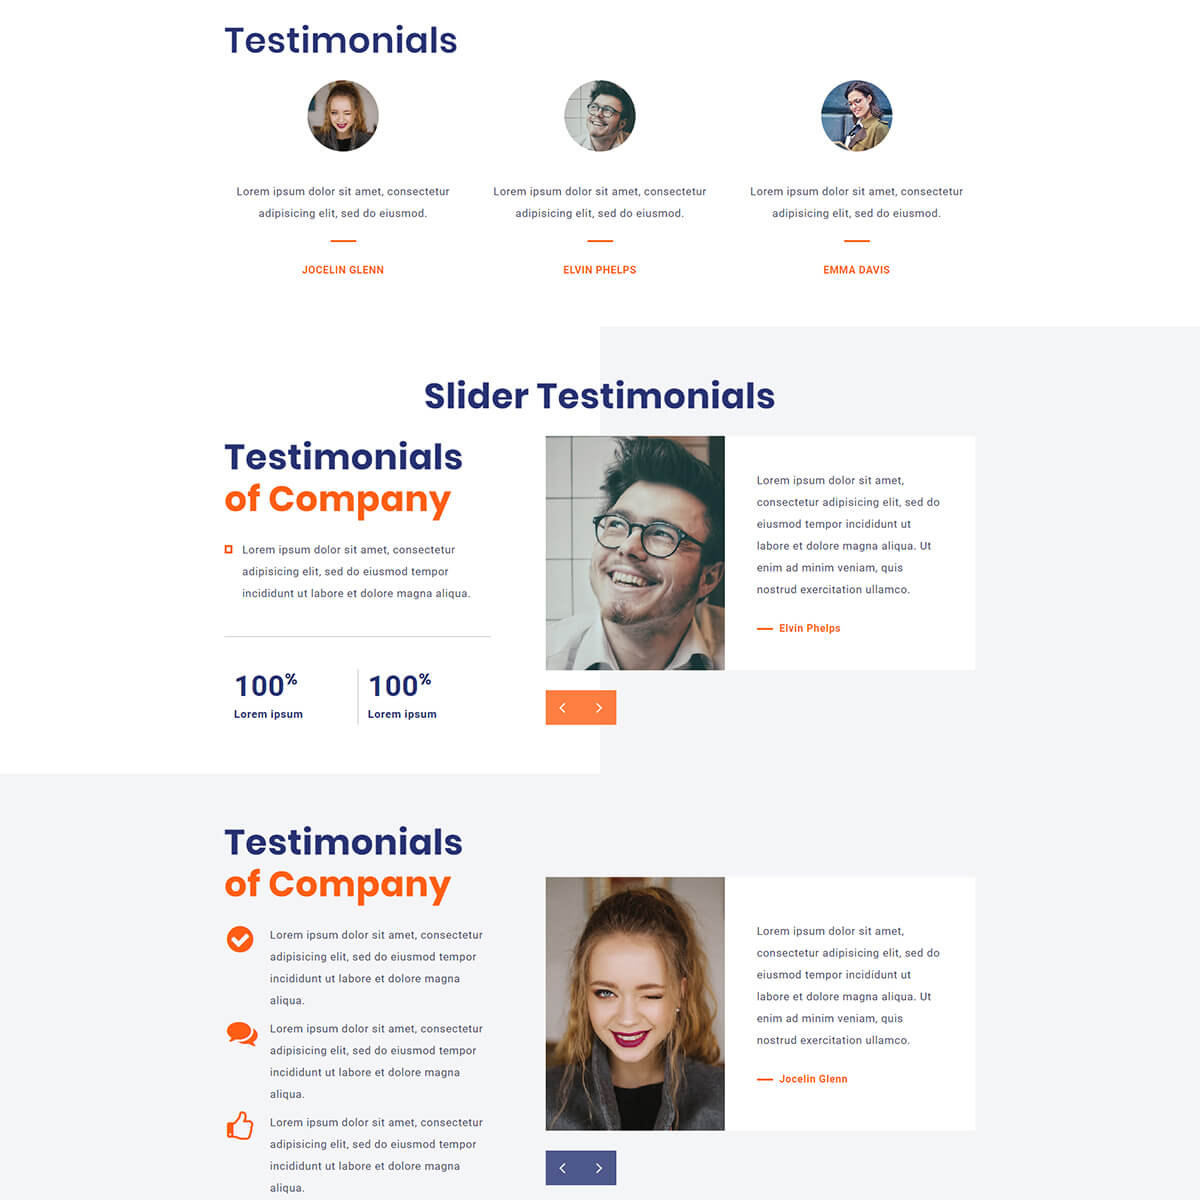 Testimonials
Lorem ipsum dolor sit amet, consectetur
adipisicing elit, sed do eiusmod.
JOCELIN GLENN
Lorem ipsum dolor sit amet, consectetur
adipisicing elit, sed do eiusmod.
ELVIN PHELPS
Lorem ipsum dolor sit amet, consectetur
adipisicing elit, sed do eiusmod.
EMMA DAVIS
Slider Testimonials
Testimonials
of Company
Lorem ipsum dolor sit amet, consectetur
adipisicing elit, sed do eiusmod tempor
incididunt ut labore et dolore magna aliqua.
100%
Lorem ipsum
100%
Lorem ipsum
Lorem ipsum dolor sit amet,
consectetur adipisicing elit, sed do
eiusmod tempor incididunt ut
labore et dolore magna aliqua. Ut
enim ad minim veniam, quis
nostrud exercitation ullamco.
Elvin Phelps
Testimonials
of Company
Lorem ipsum dolor sit amet, consectetur
adipisicing elit, sed do eiusmod tempor
incididunt ut labore et dolore magna
aliqua.
Lorem ipsum dolor sit amet, consectetur
adipisicing elit, sed do eiusmod tempor
incididunt ut labore et dolore magna
aliqua.
Lorem ipsum dolor sit amet, consectetur
adipisicing elit, sed do eiusmod tempor
incididunt ut labore et dolore magna
aliqua.
Lorem ipsum dolor sit amet,
consectetur adipisicing elit, sed do
eiusmod tempor incididunt ut
labore et dolore magna aliqua. Ut
enim ad minim veniam, quis
nostrud exercitation ullamco.
Jocelin Glenn